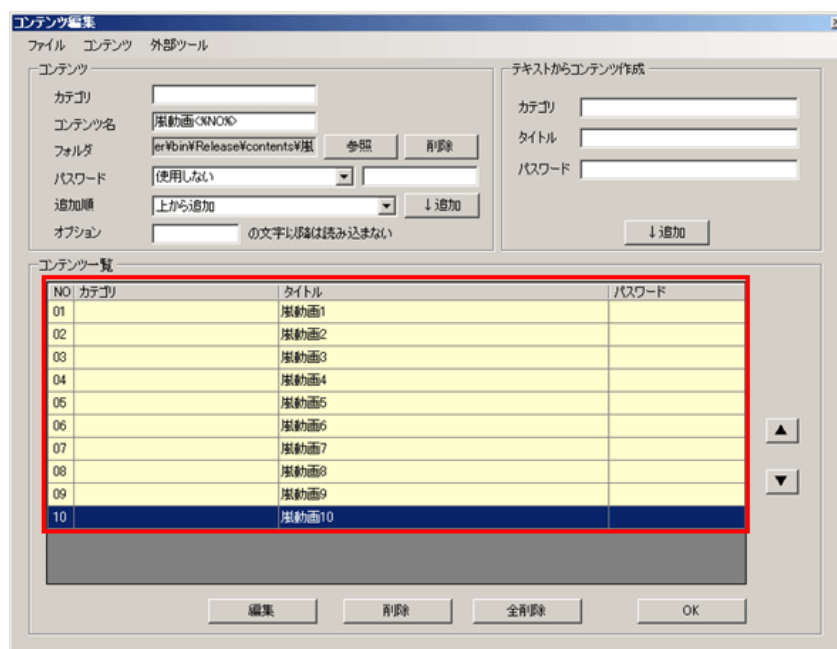 コンテンツ編集
ファイル コンテンツ 外部ツール
コンテンツ
カテゴリ
コンテンツ名 嵐動画<%NO%>
フォルダ er¥bin¥Release¥contents¥嵐 参照 削除
パスワード 使用しない
追加順 上から追加 ↓追加
オプション の文字以降は読み込まない
テキストからコンテンツ作成
カテゴリ
タイトル
パスワード
↓追加
コンテンツ一覧
NO カテゴリ タイトル パスワード
01 嵐動画1
02 嵐動画2
03 嵐動画3
04 嵐動画4
05 嵐動画5
06 嵐動画6
07 嵐動画7
08 嵐動画8
09 嵐動画9
10 嵐動画10
▲
▼
編集 削除 全削除 OK